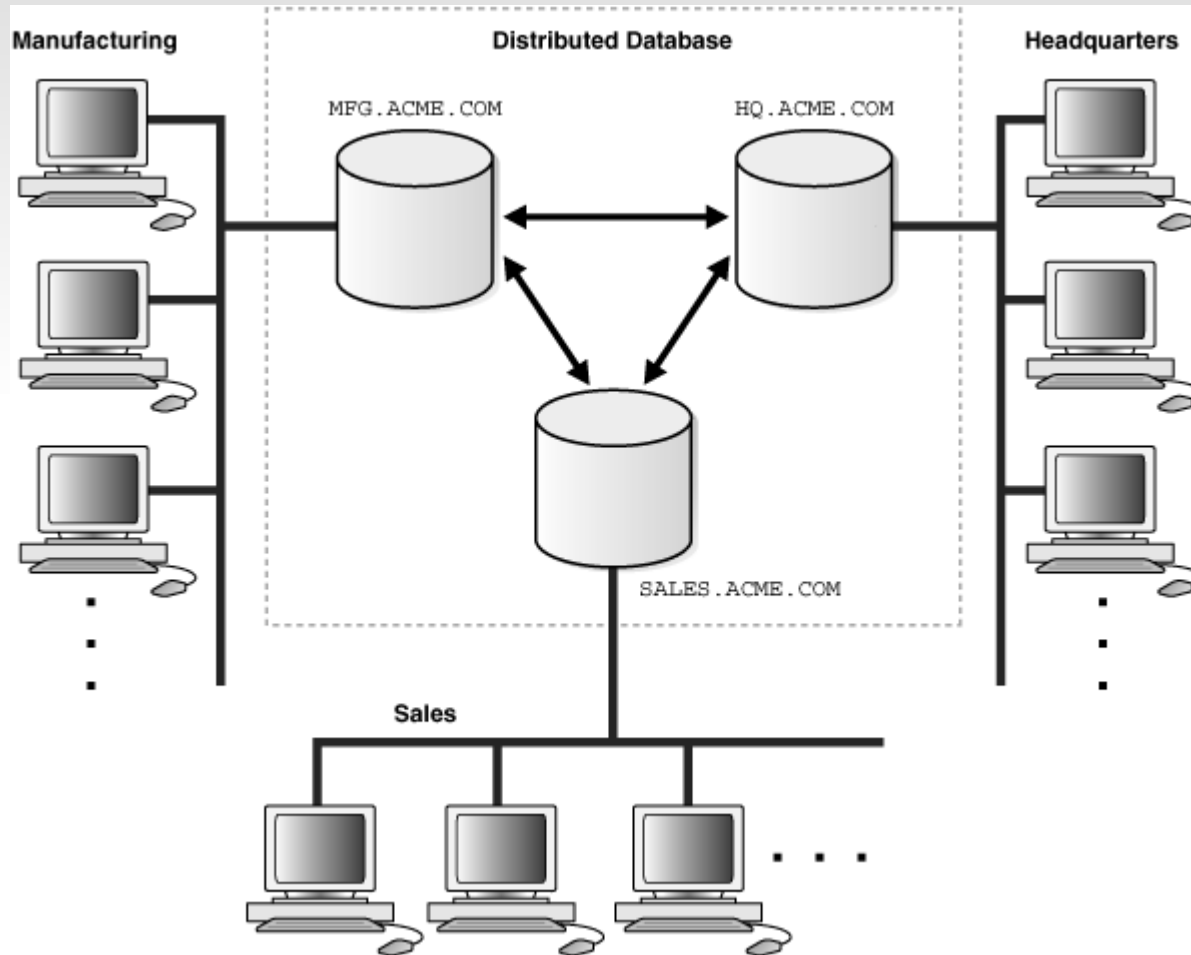 Manufacturing
Distributed Database
Headquarters
MFG.ACME.COM
HQ.ACME.COM
SALES.ACME.COM
Sales